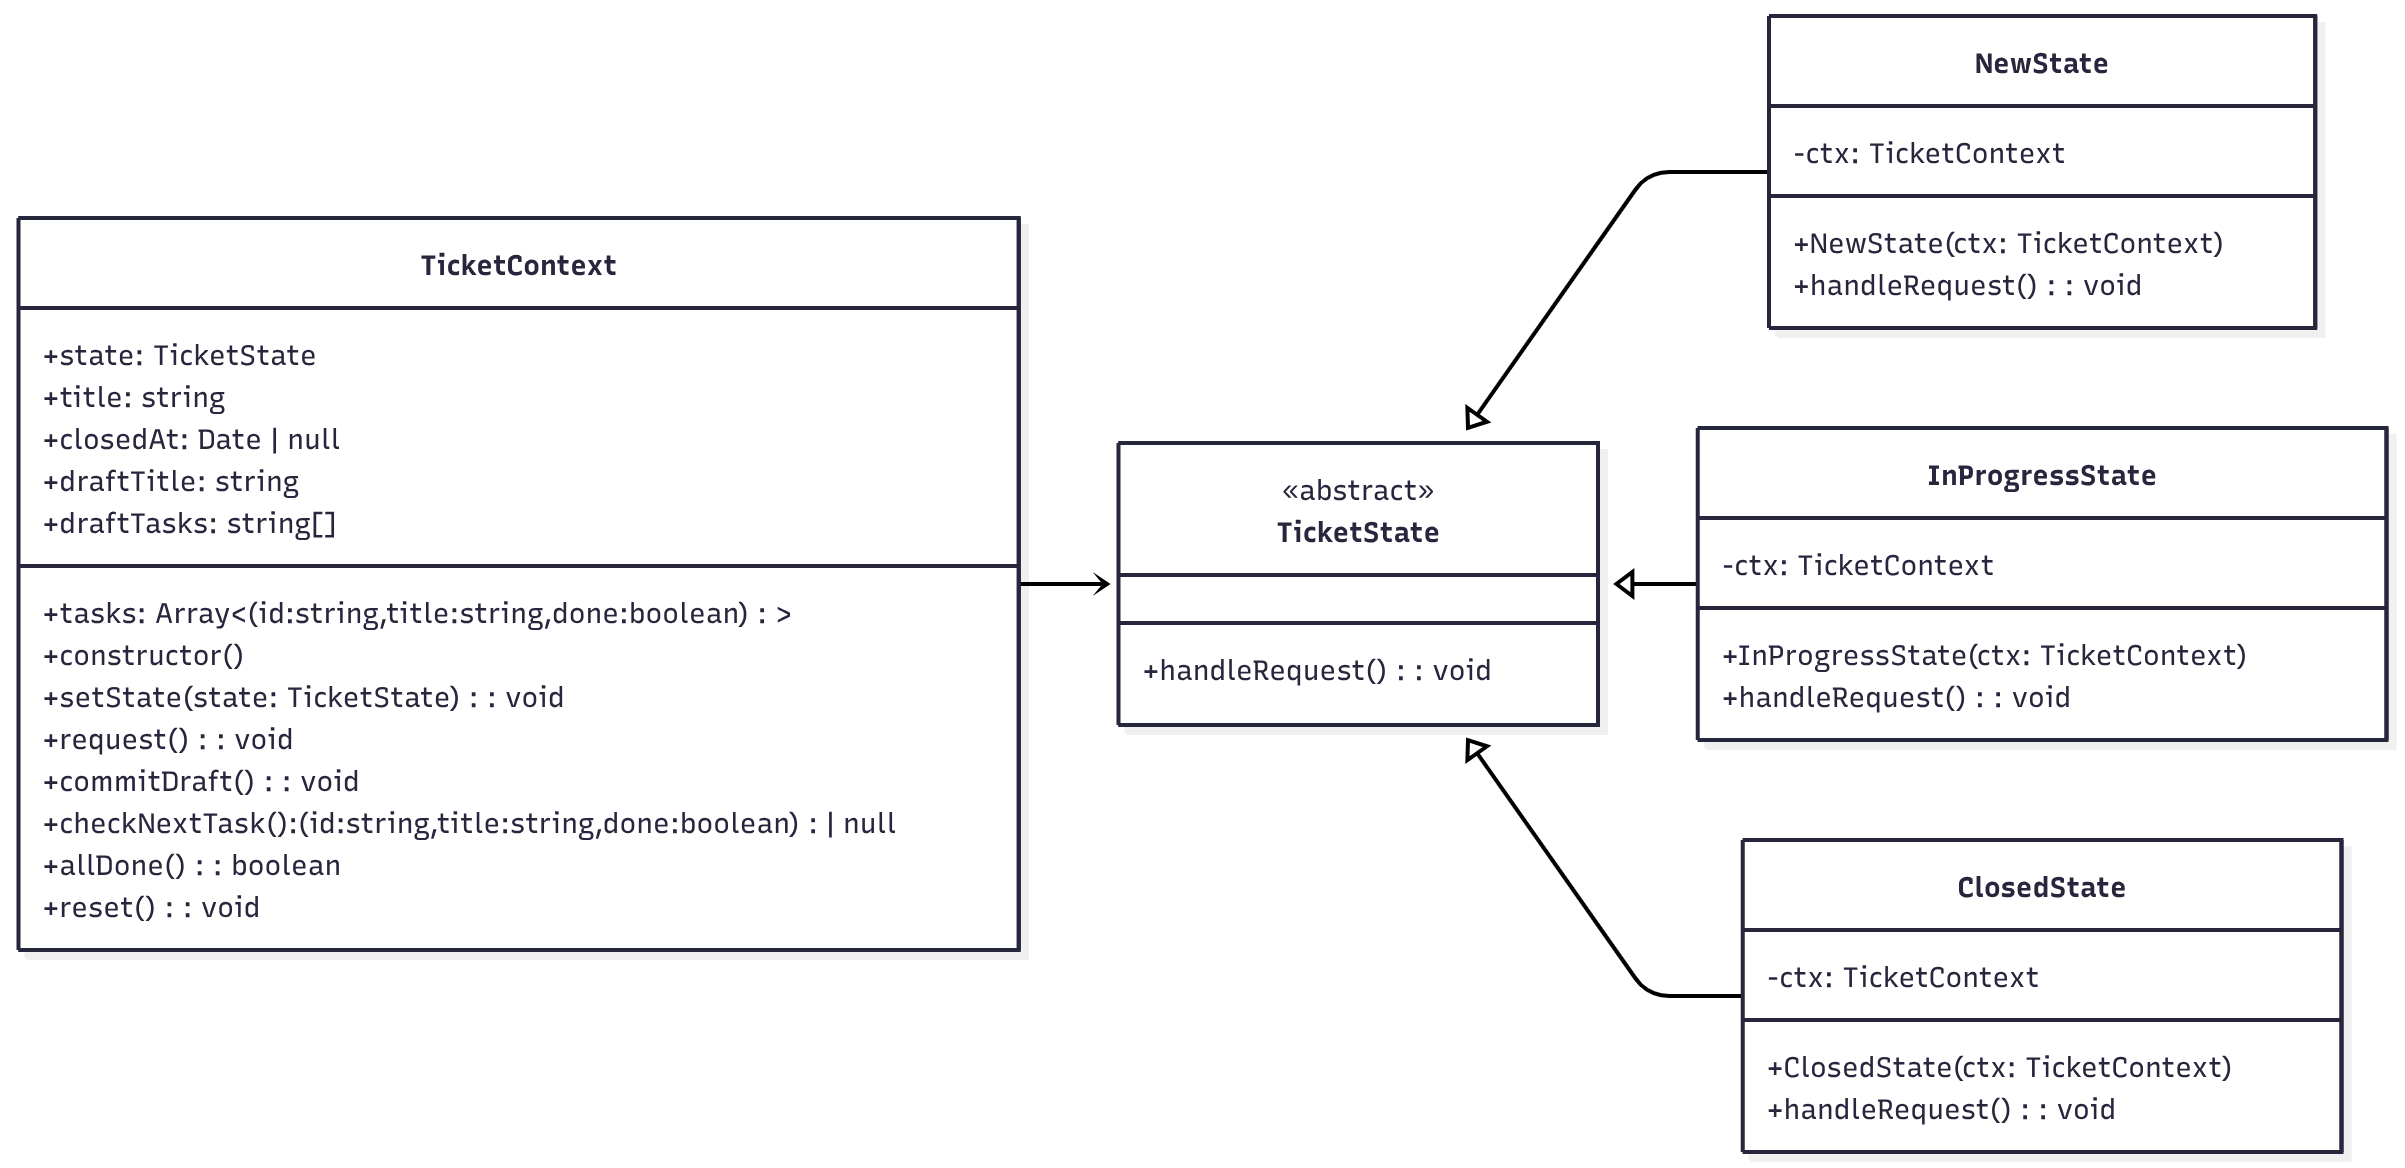 TicketContext
+state: TicketState
+title: string
+closedAt: Date | null
+draftTitle: string
+draftTasks: string[]
+tasks: Array<(id:string,title:string,done:boolean) : >
+constructor()
+setState(state: TicketState) : : void
+request() : : void
+commitDraft() : : void
+checkNextTask():(id:string,title:string,done:boolean) : | null
+allDone() : : boolean
+reset() : : void
«abstract»
TicketState
+handleRequest() : : void
NewState
-ctx: TicketContext
+NewState(ctx: TicketContext)
+handleRequest() : : void
InProgressState
-ctx: TicketContext
+InProgressState(ctx: TicketContext)
+handleRequest() : : void
ClosedState
-ctx: TicketContext
+ClosedState(ctx: TicketContext)
+handleRequest() : : void